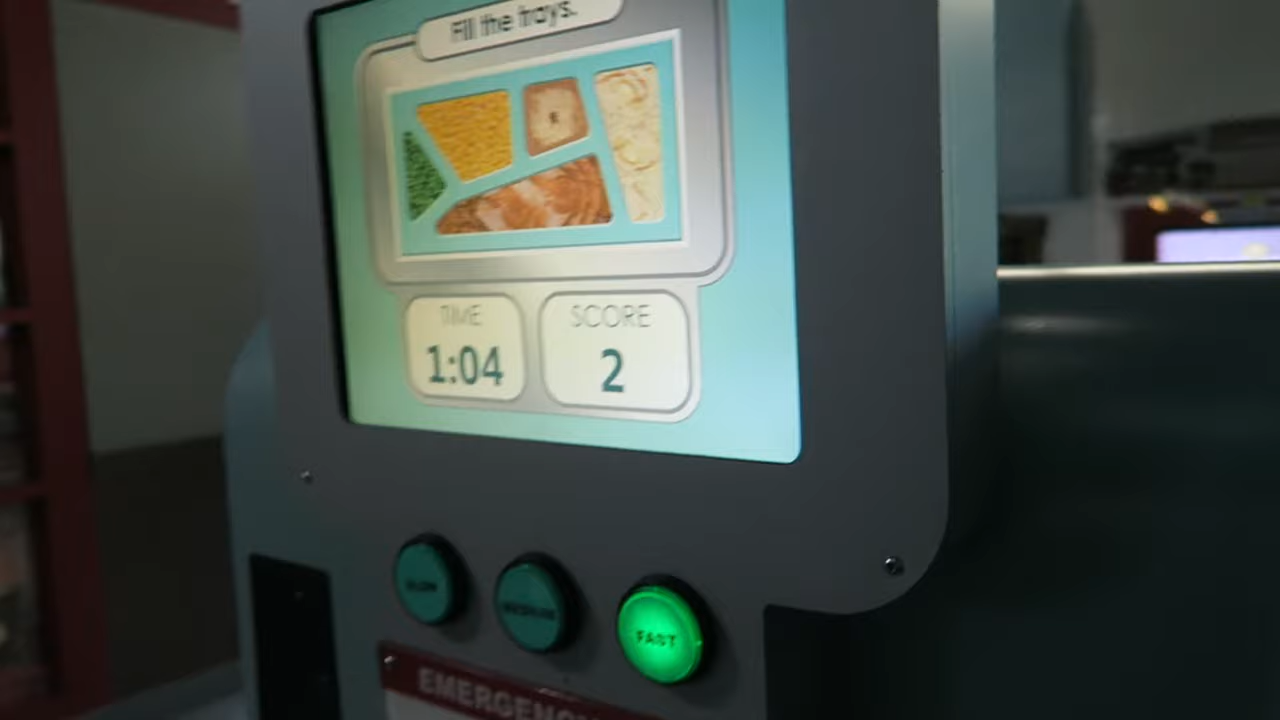 Fill the trays.
TIME
SCORE
1:04
2
SLOW
MEDIUM
FAST
EMERGENCY